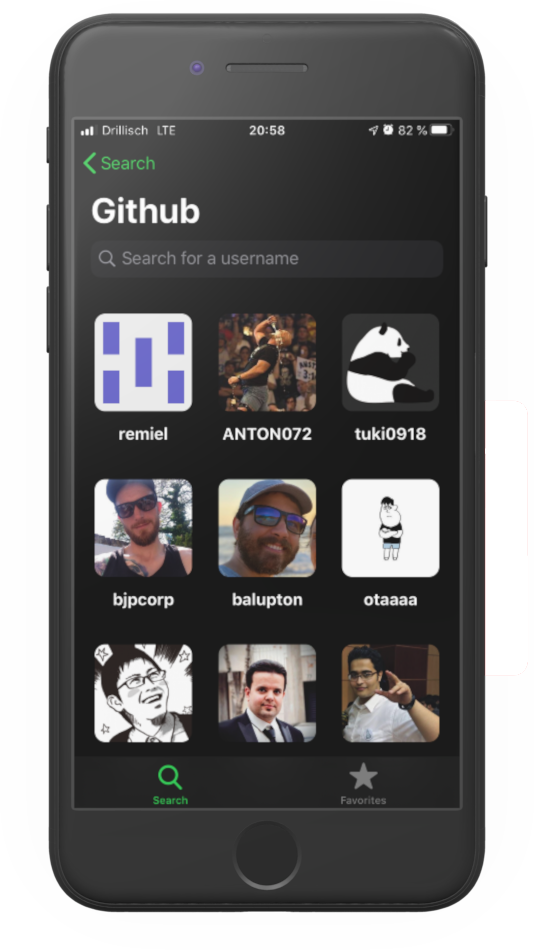 Drillisch LTE 20:58 82 %
Search
Github
Search for a username
remiel ANTON072 tuki0918
bjpcorp balupton otaaaa
Search Favorites